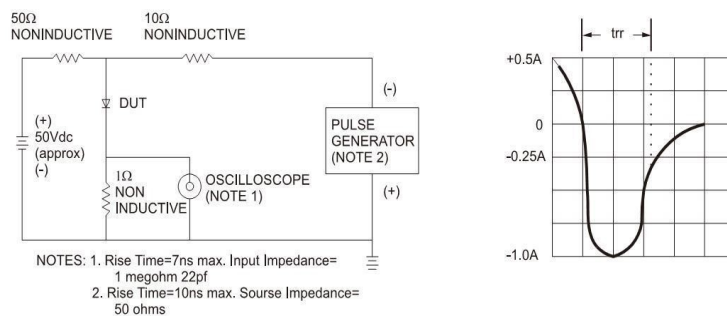 50Ω
NONINDUCTIVE
10Ω
NONINDUCTIVE
(+)
50Vdc
(approx)
(-)
DUT
1Ω
NON
INDUCTIVE
OSCILLOSCOPE
(NOTE 1)
(-)
PULSE
GENERATOR
(NOTE 2)
(+)
NOTES: 1. Rise Time=7ns max. Input Impedance=
1 megohm 22pf
2. Rise Time=10ns max. Sourse Impedance=
50 ohms
trr
+0.5A
0
-0.25A
-1.0A